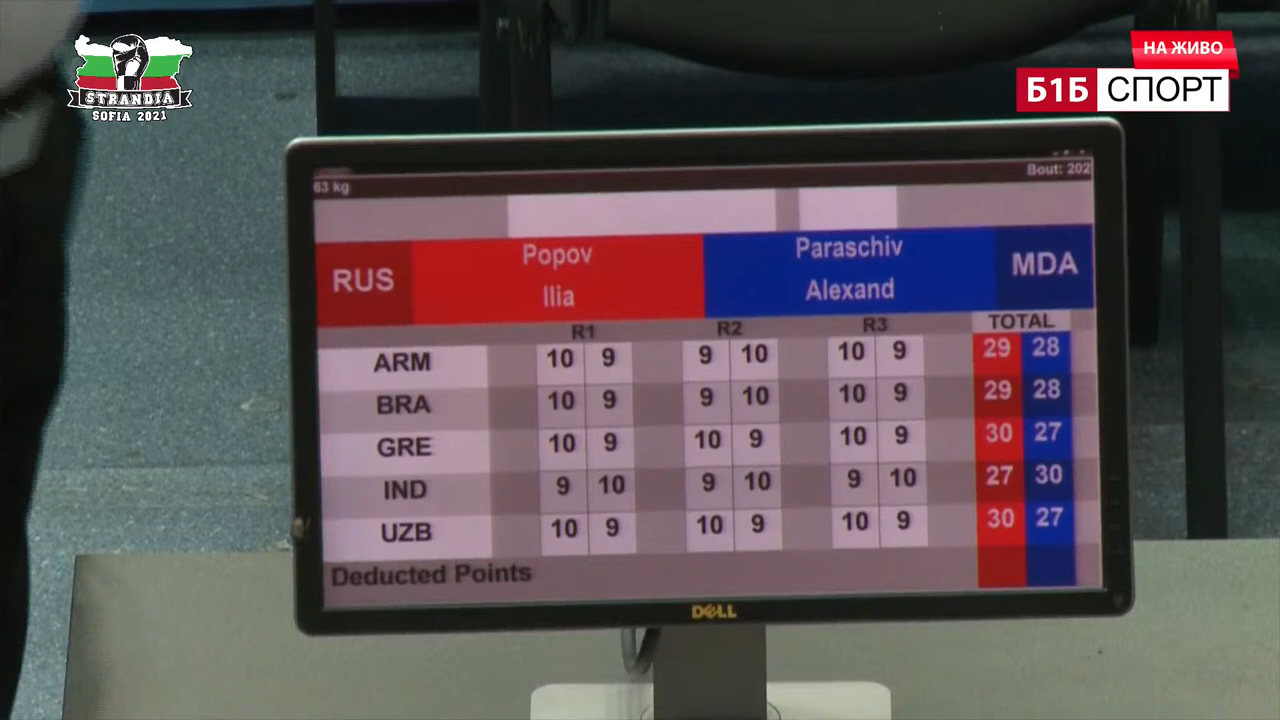 STRANDJA
SOFIA 2021
НА ЖИВО
Б1Б СПОРТ
63 kg
Bout: 202
RUS
Popov
Ilia
Paraschiv
Alexand
MDA
R1 R2 R3 TOTAL
ARM 10 9 9 10 10 9 29 28
BRA 10 9 9 10 10 9 29 28
GRE 10 9 10 9 10 9 30 27
IND 9 10 9 10 9 10 27 30
UZB 10 9 10 9 10 9 30 27
Deducted Points
DELL